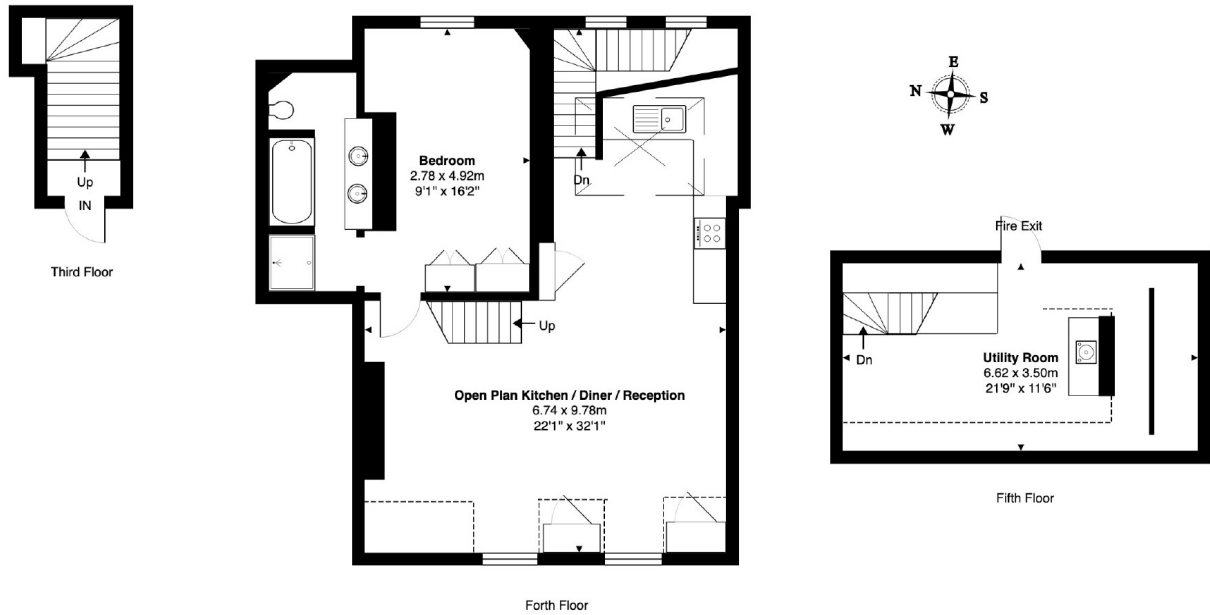 Up
IN
Third Floor
Bedroom
2.78 x 4.92m
9'1" x 16'2"
Dn
Up
Open Plan Kitchen / Diner / Reception
6.74 x 9.78m
22'1" x 32'1"
Forth Floor
E
N S
W
Fire Exit
Dn
Utility Room
6.62 x 3.50m
21'9" x 11'6"
Fifth Floor